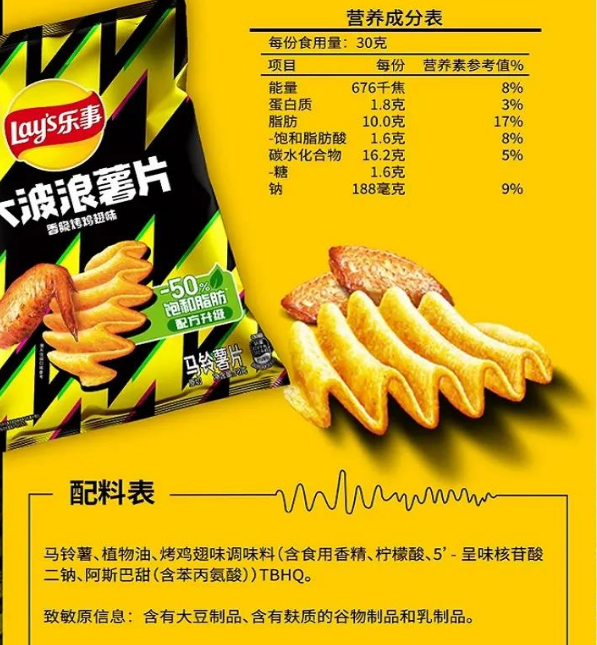 营养成分表
每份食用量：30克
项目 每份 营养素参考值%
能量 676千焦 8%
蛋白质 1.8克 3%
脂肪 10.0克 17%
-饱和脂肪酸 1.6克 8%
碳水化合物 16.2克 5%
-糖 1.6克
钠 188毫克 9%
Lay's乐事
大波浪薯片
香脆烤鸡翅味
-50%
饱和脂肪
配方升级
马铃薯片
配料表
马铃薯、植物油、烤鸡翅味调味料（含食用香精、柠檬酸、5’- 呈味核苷酸
二钠、阿斯巴甜（含苯丙氨酸））TBHQ。
致敏原信息：含有大豆制品、含有麸质的谷物制品和乳制品。